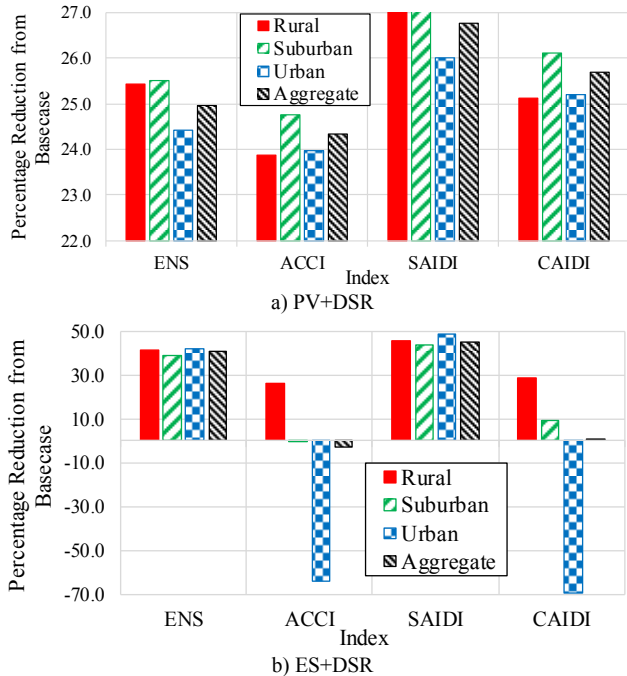 Percentage Reduction from
Basecase
27.0
26.0
25.0
24.0
23.0
22.0
Rural
Suburban
Urban
Aggregate
ENS
ACCI
SAIDI
CAIDI
Index
a) PV+DSR
Percentage Reduction from
Basecase
50.0
30.0
10.0
-10.0
-30.0
-50.0
-70.0
Rural
Suburban
Urban
Aggregate
ENS
ACCI
SAIDI
CAIDI
Index
b) ES+DSR